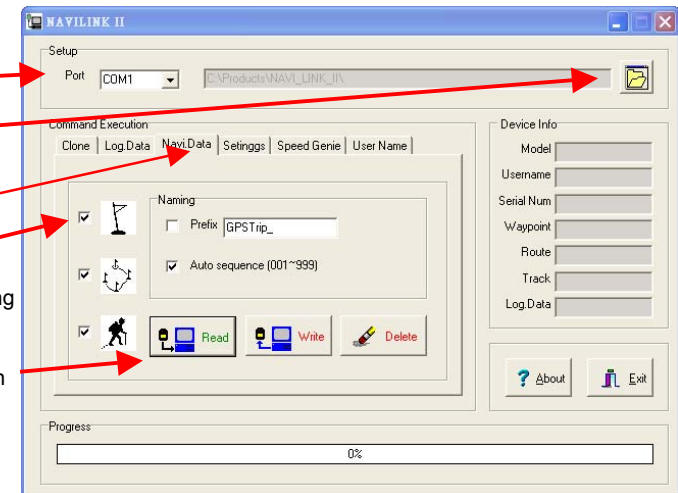 NAVILINK II
Setup
Port COM1 C:\Products\NAVI_LINK_II\
Command Execution
Clone Log.Data Navi.Data Setinggs Speed Genie User Name
Naming
Prefix GPSTrip_
Auto sequence (001~999)
Read Write Delete
Device Info
Model
Username
Serial Num
Waypoint
Route
Track
Log.Data
About Exit
Progress
0%